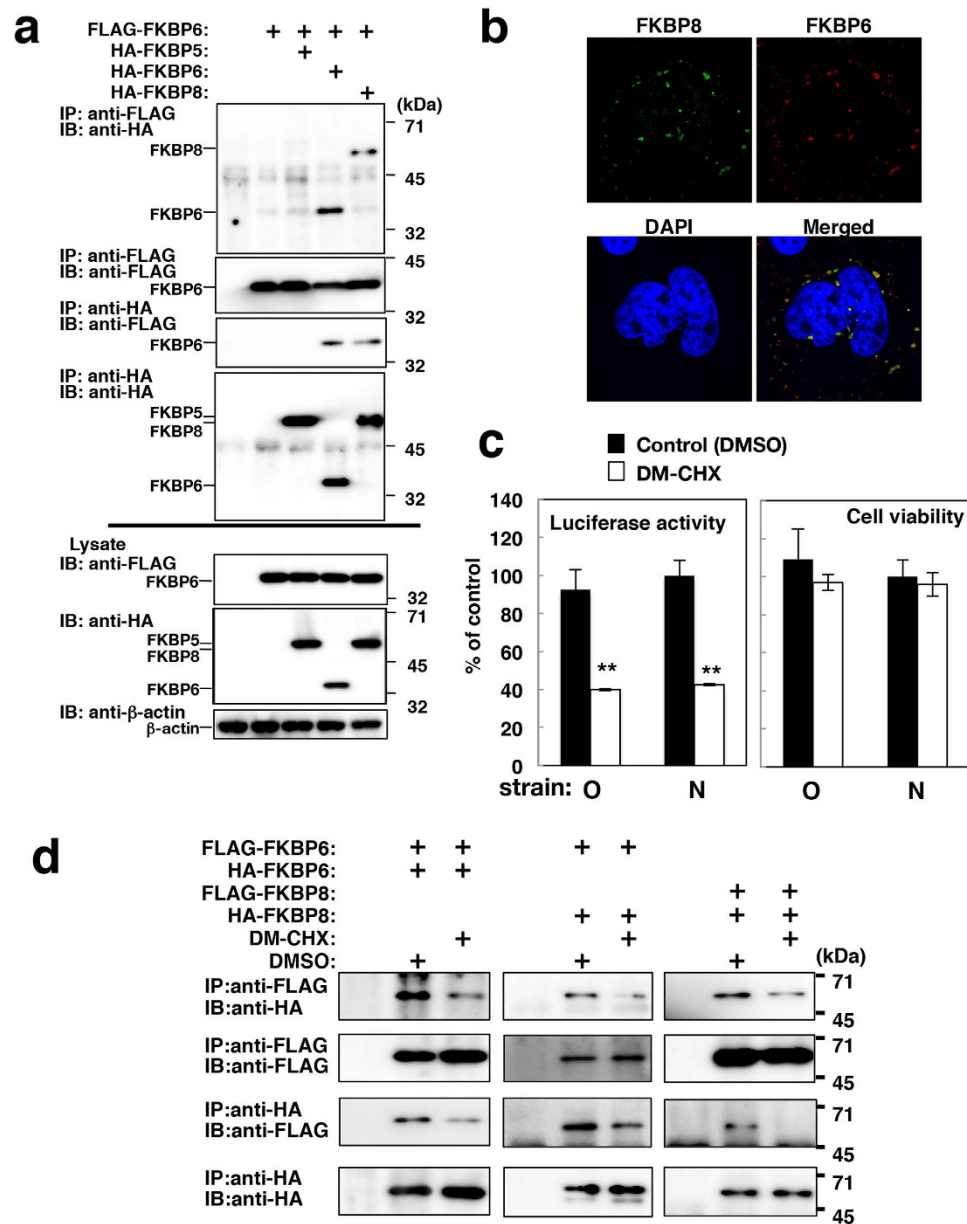 a
FLAG-FKBP6: + + + +
HA-FKBP5: +
HA-FKBP6: +
HA-FKBP8: +
(kDa)
IP: anti-FLAG
IB: anti-HA
71
FKBP8
45
FKBP6
32
IP: anti-FLAG
IB: anti-FLAG
45
FKBP6
32
IP: anti-HA
IB: anti-FLAG
FKBP6
32
IP: anti-HA
IB: anti-HA
FKBP5
FKBP8
45
FKBP6
32
Lysate
IB: anti-FLAG
FKBP6
32
IB: anti-HA
71
FKBP5
FKBP8
45
FKBP6
32
IB: anti-β-actin
β-actin
b
FKBP8 FKBP6
DAPI Merged
c
Control (DMSO)
DM-CHX
Luciferase activity
Cell viability
% of control
140
120
100
80
60
40
20
0
** **
strain: O N O N
d
FLAG-FKBP6: + + + +
HA-FKBP6: + +
FLAG-FKBP8: + +
HA-FKBP8: + + + +
DM-CHX: + + +
DMSO: + + +
(kDa)
IP:anti-FLAG
IB:anti-HA
71
45
IP:anti-FLAG
IB:anti-FLAG
71
45
IP:anti-HA
IB:anti-FLAG
71
45
IP:anti-HA
IB:anti-HA
71
45